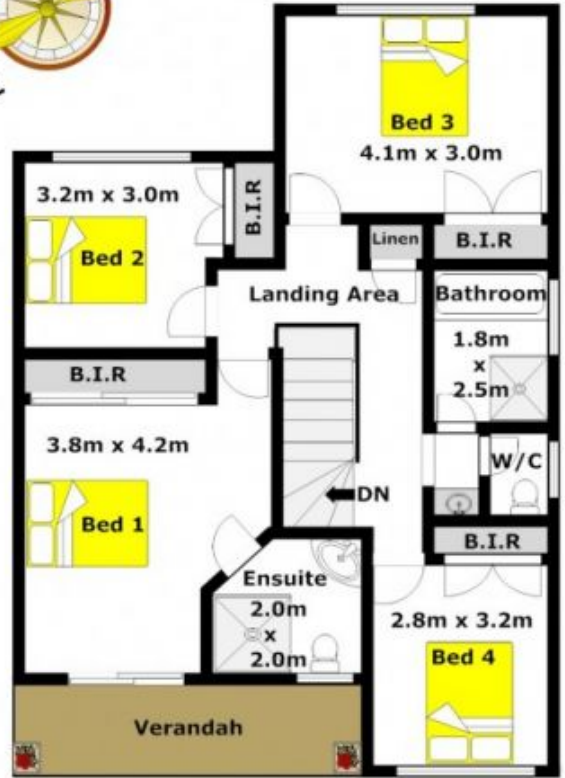 Bed 3
4.1m x 3.0m
3.2m x 3.0m
B.I.R
Bed 2
Linen
B.I.R
Landing Area
Bathroom
1.8m
x
2.5m
B.I.R
3.8m x 4.2m
W/C
DN
Bed 1
B.I.R
Ensuite
2.0m
x
2.0m
2.8m x 3.2m
Bed 4
Verandah